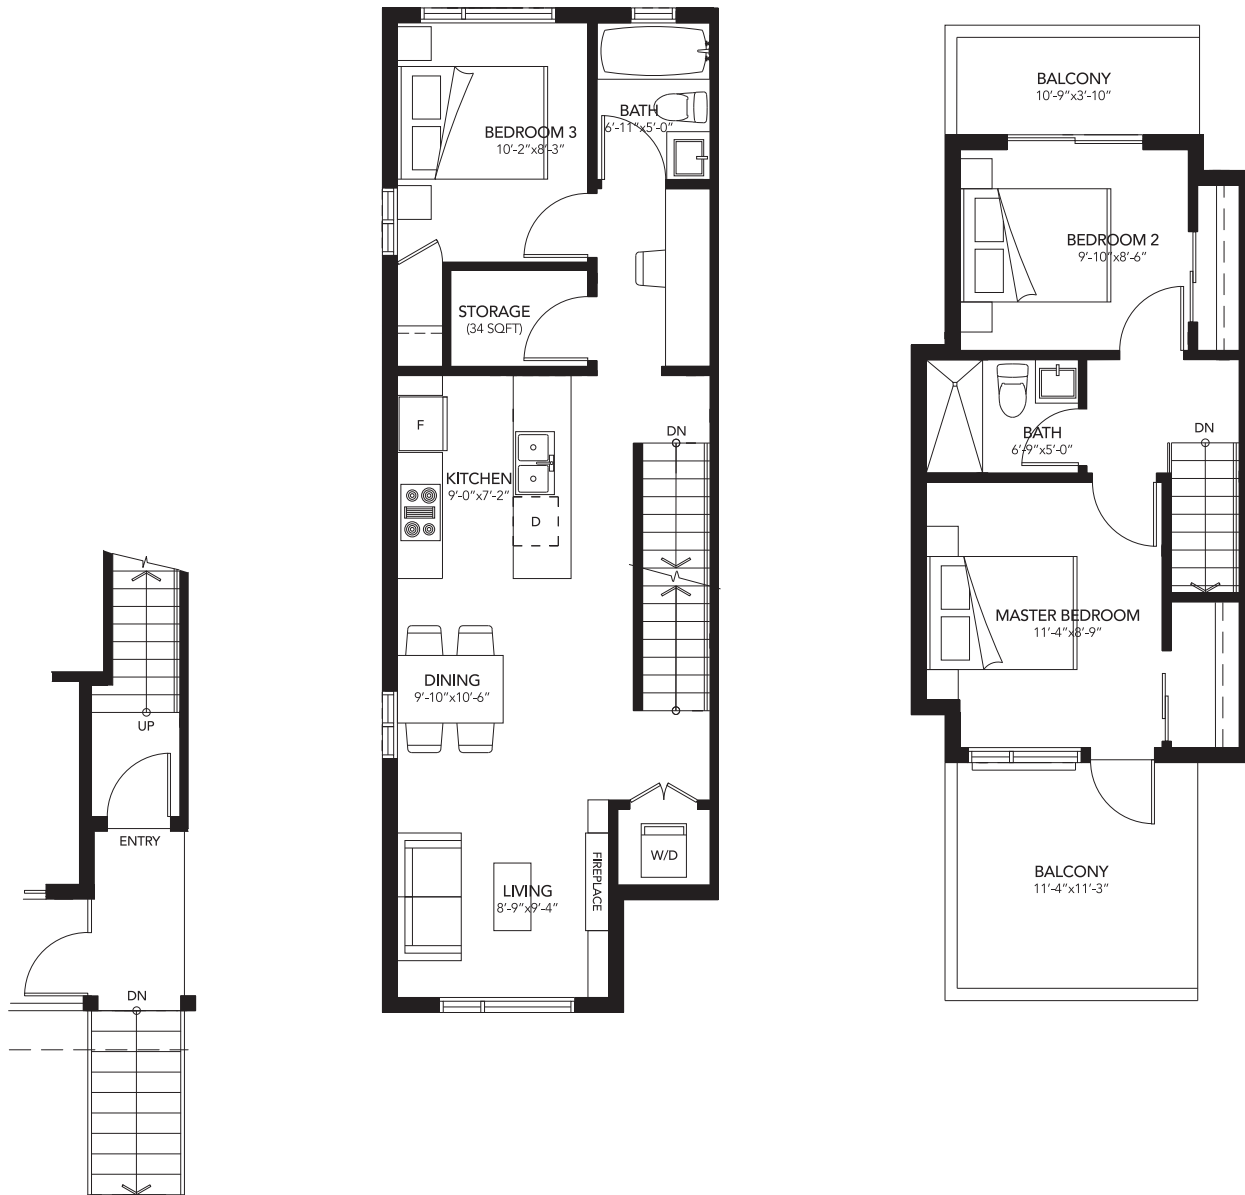 UP
ENTRY
DN
BEDROOM 3
10'-2"x8'-3"
BATH
6'-11"x5'-0"
STORAGE
(34 SQFT)
F
KITCHEN
9'-0"x7'-2"
D
DN
DINING
9'-10"x10'-6"
W/D
FIREPLACE
LIVING
8'-9"x9'-4"
BALCONY
10'-9"x3'-10"
BEDROOM 2
9'-10"x8'-6"
BATH
6'-9"x5'-0"
DN
MASTER BEDROOM
11'-4"x8'-9"
BALCONY
11'-4"x11'-3"